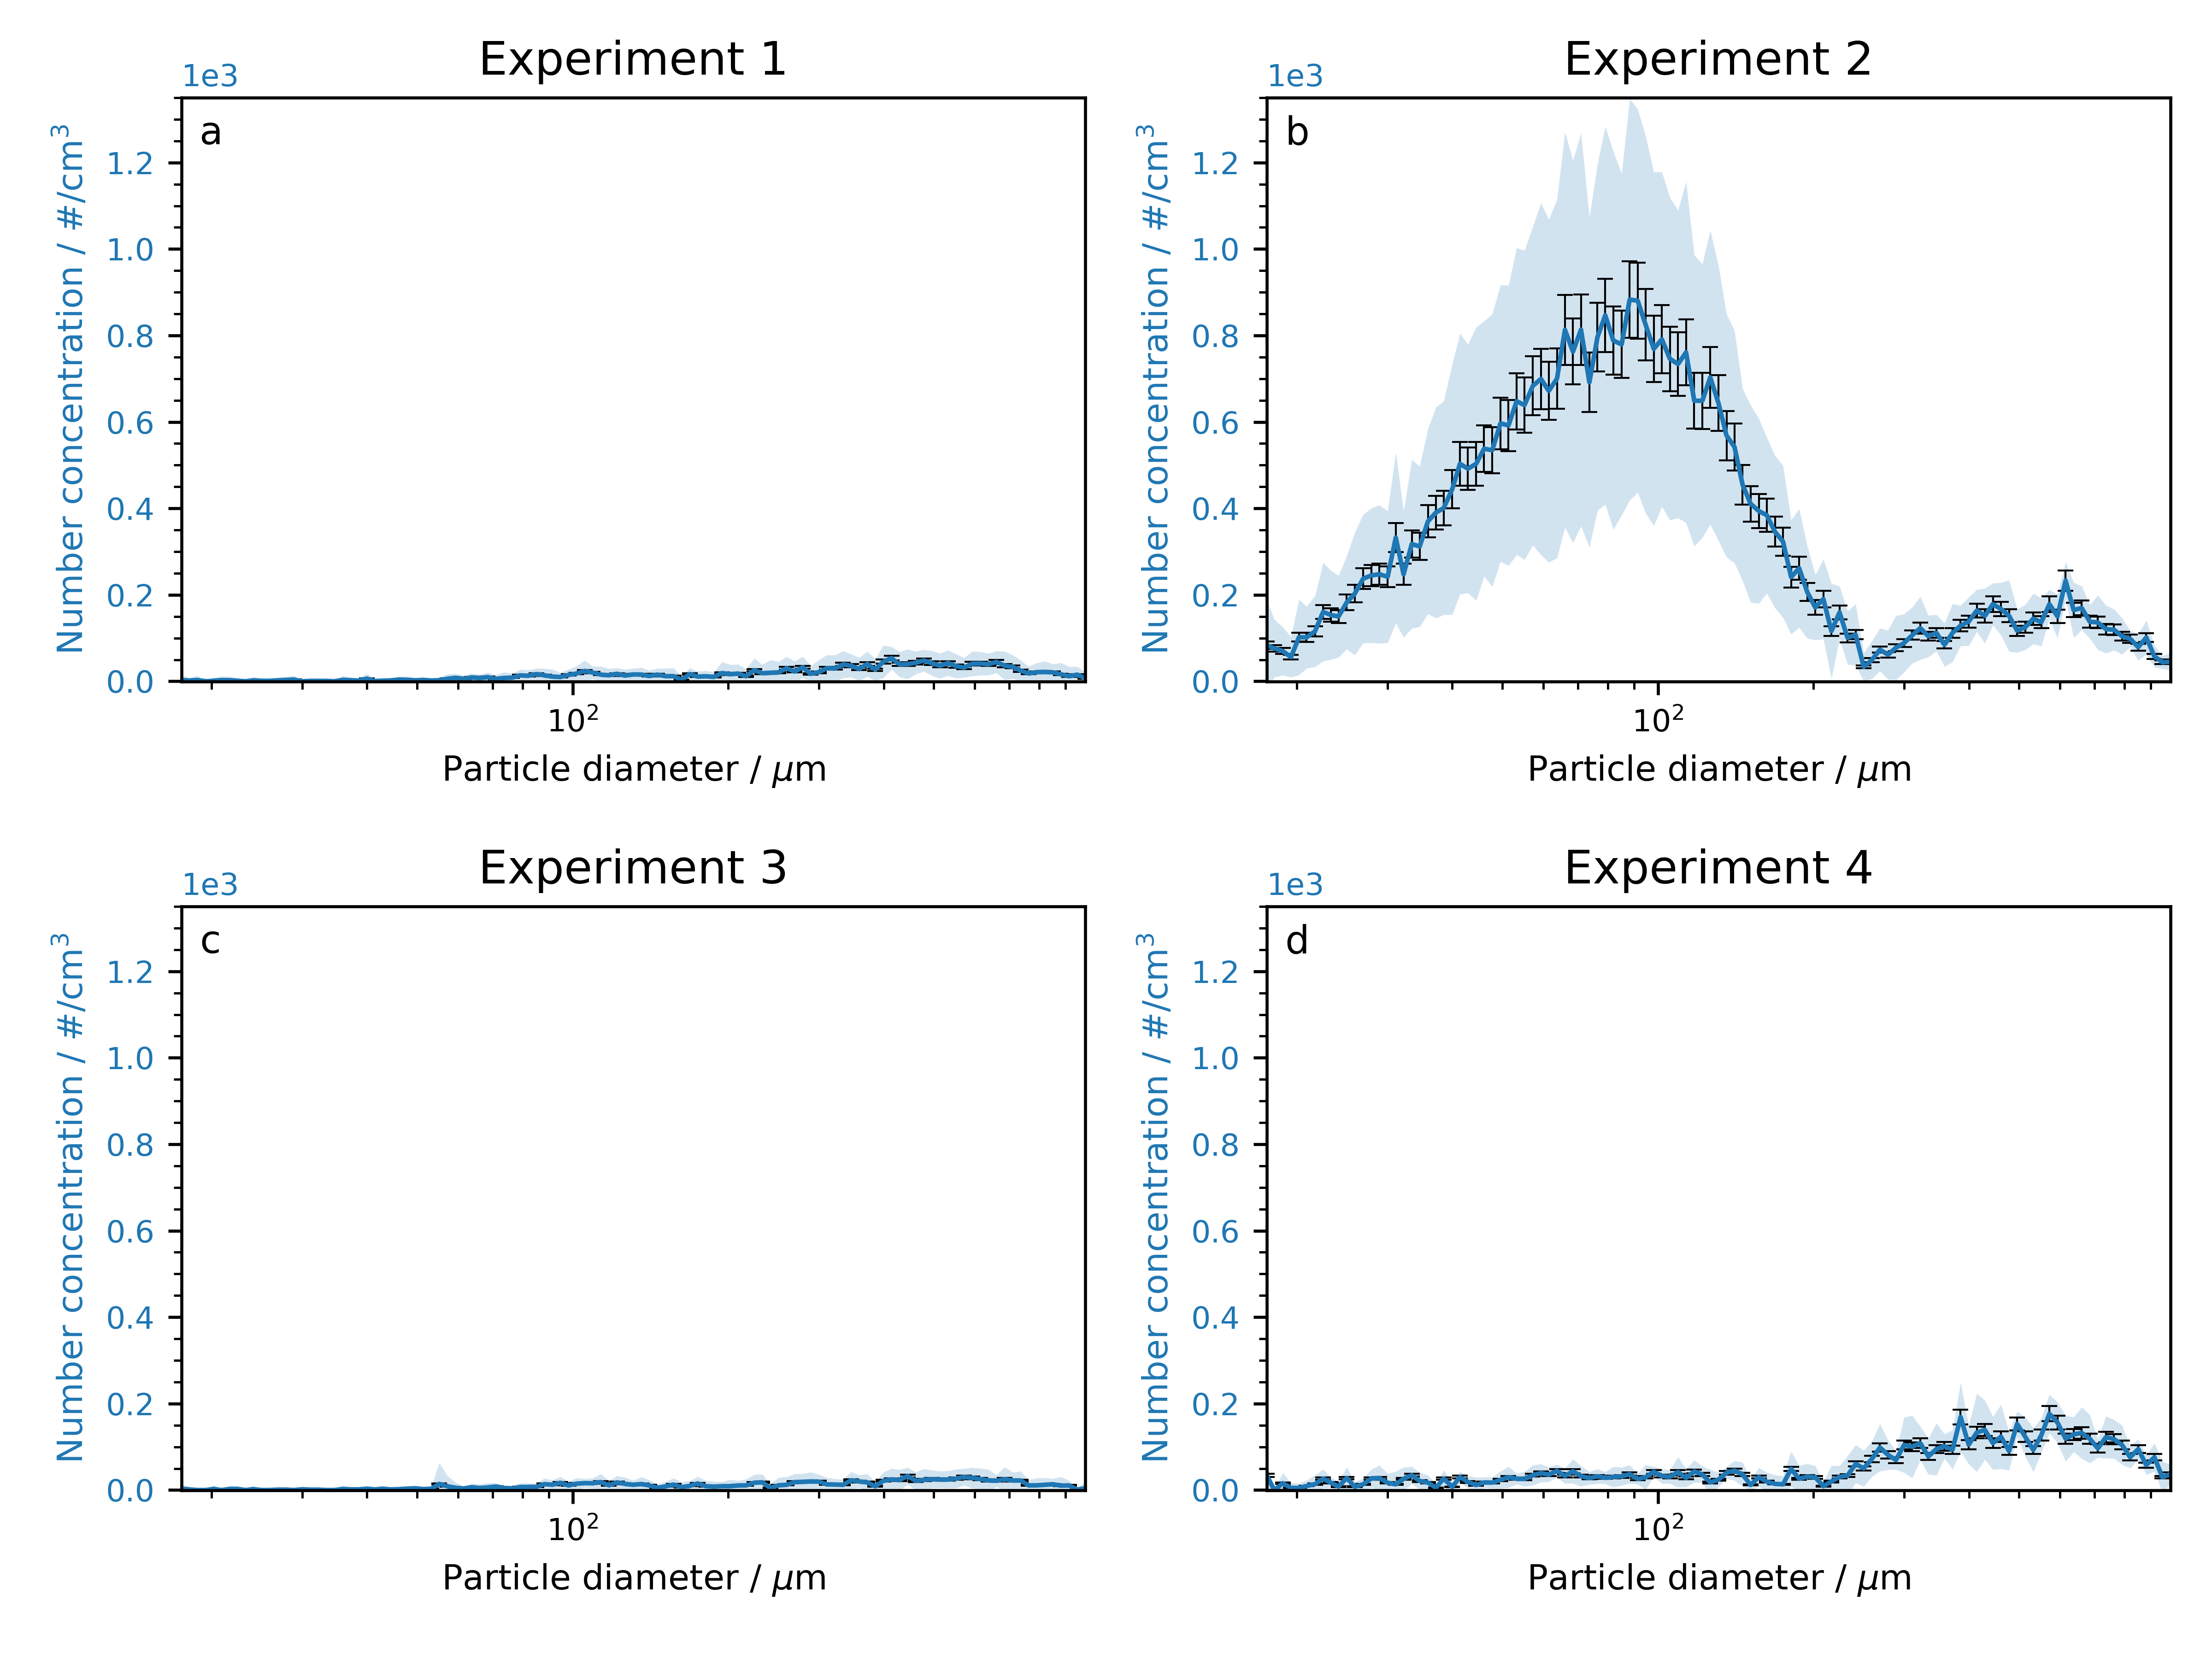 Experiment 1
1e3
a
Number concentration / #/cm³
1.2
1.0
0.8
0.6
0.4
0.2
0.0
10²
Particle diameter / µm
Experiment 2
1e3
b
Number concentration / #/cm³
1.2
1.0
0.8
0.6
0.4
0.2
0.0
10²
Particle diameter / µm
Experiment 3
1e3
c
Number concentration / #/cm³
1.2
1.0
0.8
0.6
0.4
0.2
0.0
10²
Particle diameter / µm
Experiment 4
1e3
d
Number concentration / #/cm³
1.2
1.0
0.8
0.6
0.4
0.2
0.0
10²
Particle diameter / µm